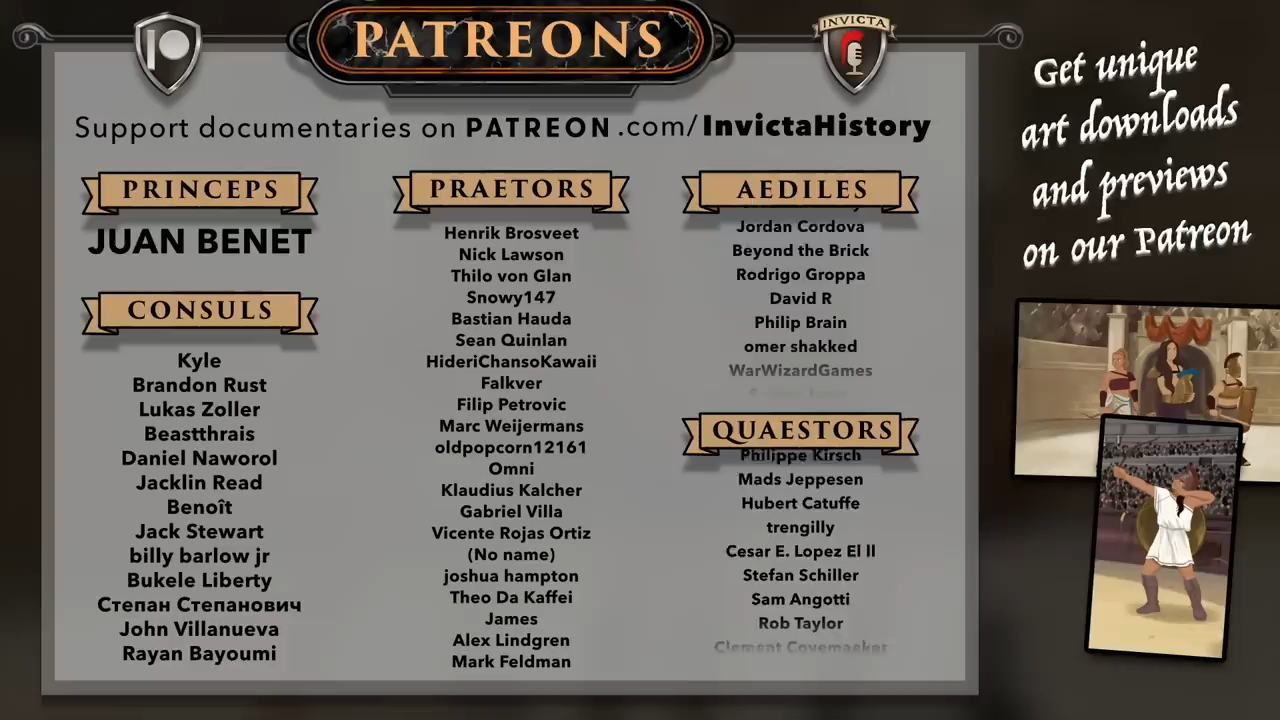 PATREONS
INVICTA
Support documentaries on PATREON.com/InvictaHistory
PRINCEPS
JUAN BENET
CONSULS
Kyle
Brandon Rust
Lukas Zoller
Beastthrais
Daniel Naworol
Jacklin Read
Benoît
Jack Stewart
billy barlow jr
Bukele Liberty
Степан Степанович
John Villanueva
Rayan Bayoumi
PRAETORS
Henrik Brosveet
Nick Lawson
Thilo von Glan
Snowy147
Bastian Hauda
Sean Quinlan
HideriChansoKawaii
Falkver
Filip Petrovic
Marc Weijermans
oldpopcorn12161
Omni
Klaudius Kalcher
Gabriel Villa
Vicente Rojas Ortiz
(No name)
joshua hampton
Theo Da Kaffei
James
Alex Lindgren
Mark Feldman
AEDILES
Jordan Cordova
Beyond the Brick
Rodrigo Groppa
David R
Philip Brain
omer shakked
WarWizardGames
QUAESTORS
Philippe Kirsch
Mads Jeppesen
Hubert Catuffe
trengilly
Cesar E. Lopez El ll
Stefan Schiller
Sam Angotti
Rob Taylor
Clement
Get unique
art downloads
and previews
on our Patreon